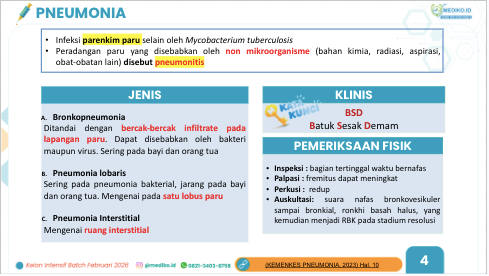 PNEUMONIA
MEDIKO.ID
• Infeksi parenkim paru selain oleh Mycobacterium tuberculosis
• Peradangan paru yang disebabkan oleh non mikroorganisme (bahan kimia, radiasi, aspirasi,
obat-obatan lain) disebut pneumonitis
JENIS
A. Bronkopneumonia
Ditandai dengan bercak-bercak infiltrate pada
lapangan paru. Dapat disebabkan oleh bakteri
maupun virus. Sering pada bayi dan orang tua
B. Pneumonia lobaris
Sering pada pneumonia bakterial, jarang pada bayi
dan orang tua. Mengenai pada satu lobus paru
C. Pneumonia Interstitial
Mengenai ruang interstitial
KLINIS
KATA KUNCI
BSD
Batuk Sesak Demam
PEMERIKSAAN FISIK
• Inspeksi : bagian tertinggal waktu bernafas
• Palpasi : fremitus dapat meningkat
• Perkusi : redup
• Auskultasi: suara nafas bronkovesikuler
sampai bronkial, ronkhi basah halus, yang
kemudian menjadi RBK pada stadium resolusi
Kelan Intensif Batch Februari 2026
@mediko.id
0821-3403-8758
(KEMENKES PNEUMONIA, 2023) Hal. 10
4